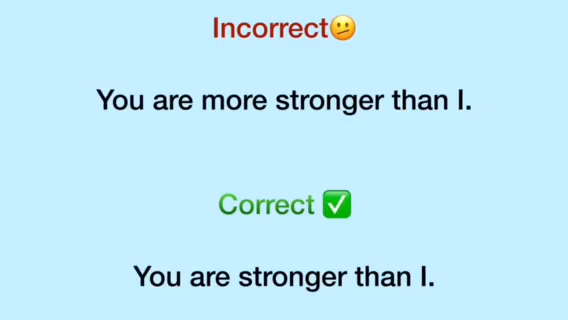 Incorrect🫤
You are more stronger than I.
Correct ✅
You are stronger than I.